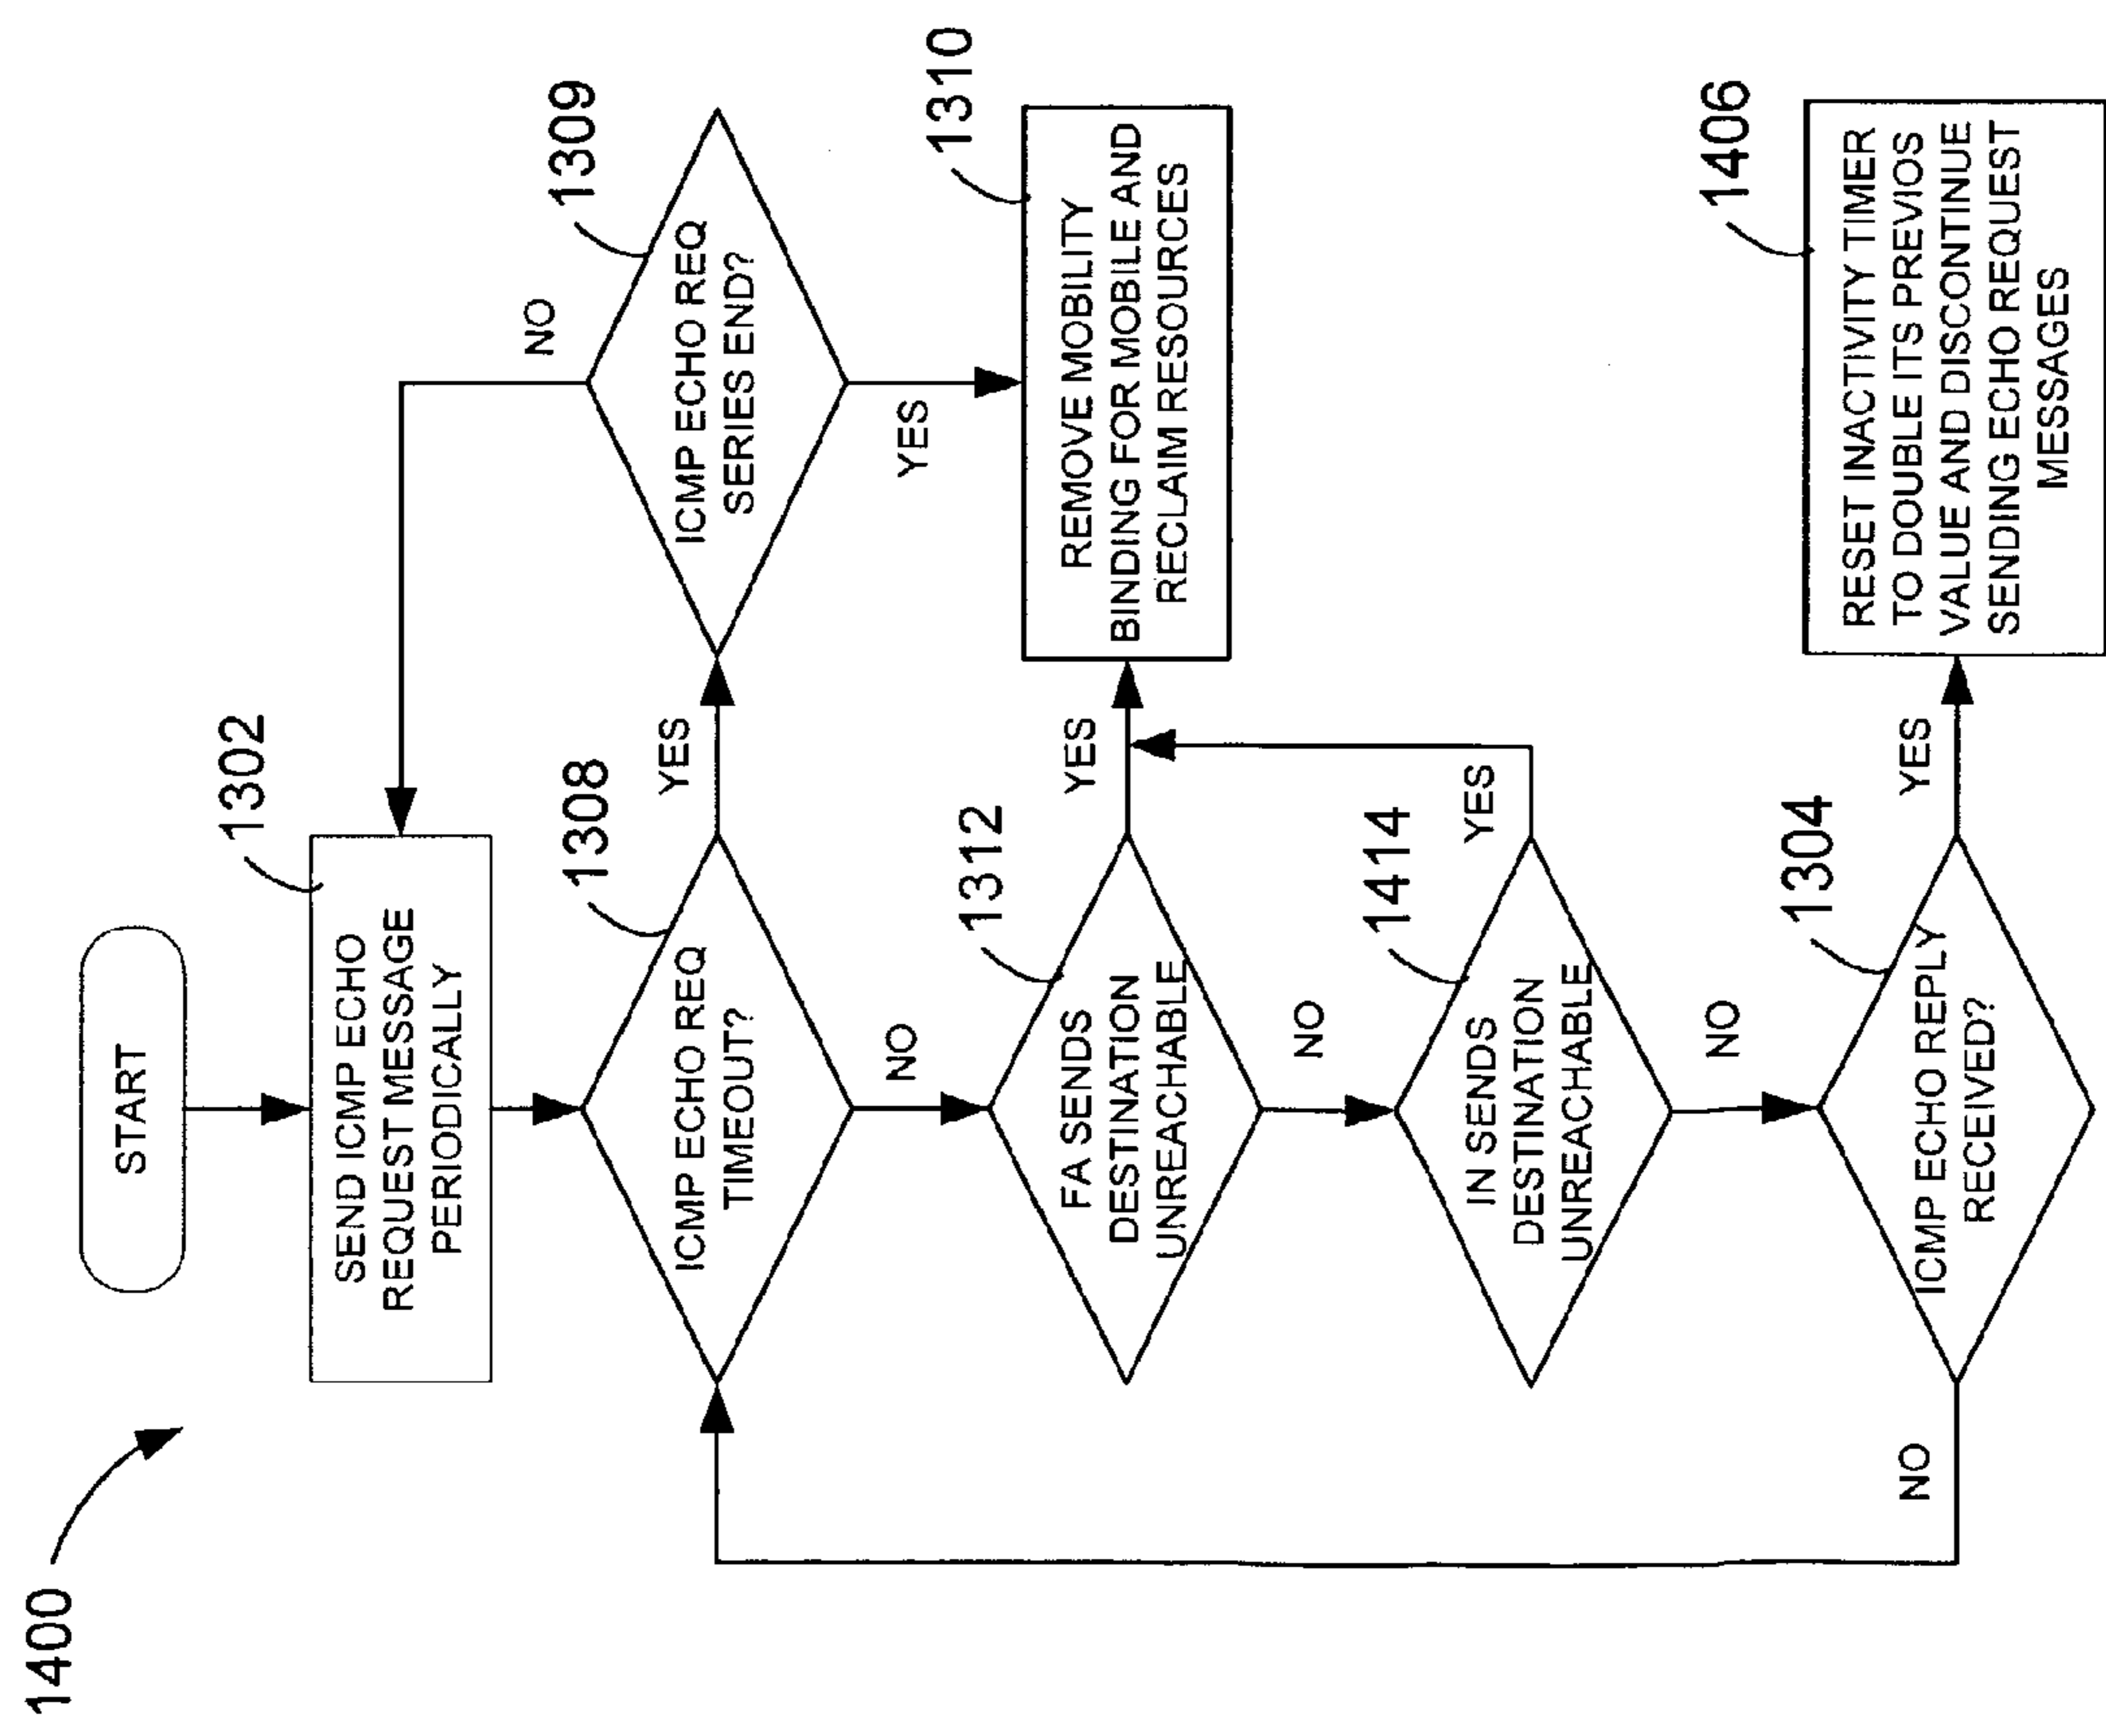 1400
START
1302
SEND ICMP ECHO
REQUEST MESSAGE
PERIODICALLY
1308
ICMP ECHO REQ
TIMEOUT?
YES
NO
1309
ICMP ECHO REQ
SERIES END?
NO
YES
1312
FA SENDS
DESTINATION
UNREACHABLE
YES
NO
1310
REMOVE MOBILITY
BINDING FOR MOBILE AND
RECLAIM RESOURCES
1414
IN SENDS
DESTINATION
UNREACHABLE
YES
NO
1304
ICMP ECHO REPLY
RECEIVED?
NO
YES
1406
RESET INACTIVITY TIMER
TO DOUBLE ITS PREVIOS
VALUE AND DISCONTINUE
SENDING ECHO REQUEST
MESSAGES